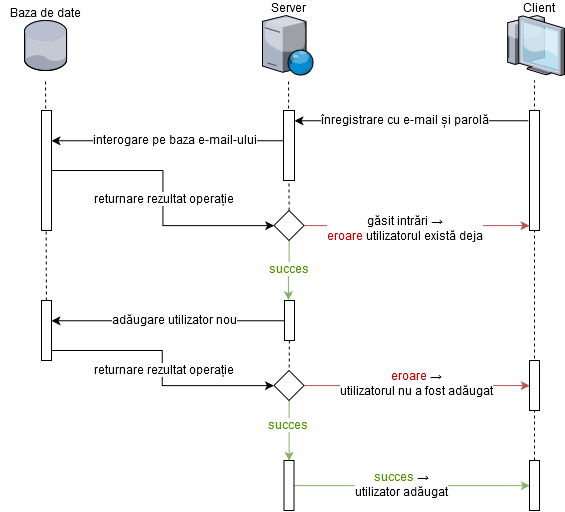 Baza de date
Server
Client
înregistrare cu e-mail și parolă
interogare pe baza e-mail-ului
returnare rezultat operație
găsit intrări →
eroare utilizatorul există deja
succes
adăugare utilizator nou
returnare rezultat operație
eroare →
utilizatorul nu a fost adăugat
succes
succes →
utilizator adăugat